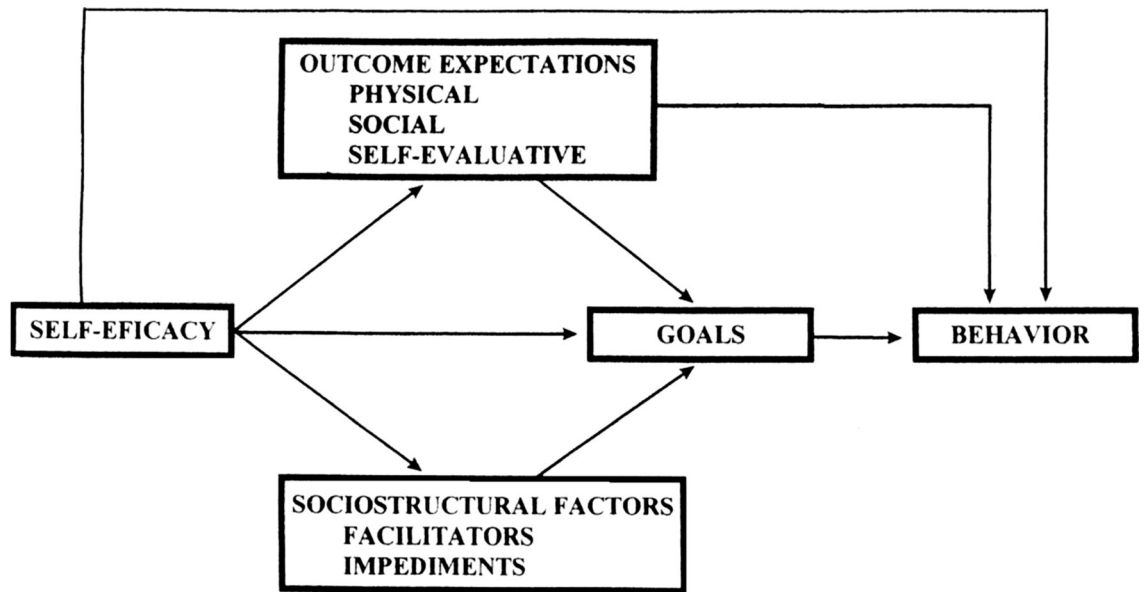 OUTCOME EXPECTATIONS
PHYSICAL
SOCIAL
SELF-EVALUATIVE
SELF-EFICACY
GOALS
BEHAVIOR
SOCIOSTRUCTURAL FACTORS
FACILITATORS
IMPEDIMENTS